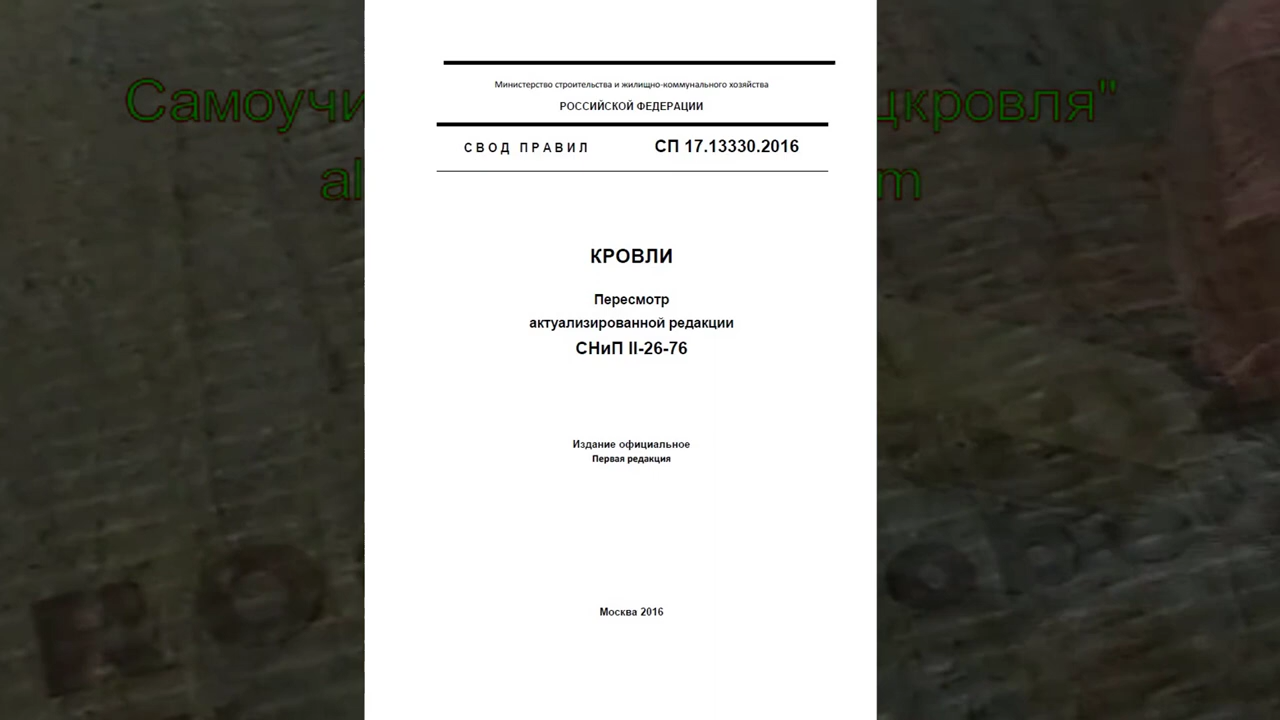 Министерство строительства и жилищно-коммунального хозяйства
РОССИЙСКОЙ ФЕДЕРАЦИИ
СВОД ПРАВИЛ СП 17.13330.2016
КРОВЛИ
Пересмотр
актуализированной редакции
СНиП II-26-76
Издание официальное
Первая редакция
Москва 2016